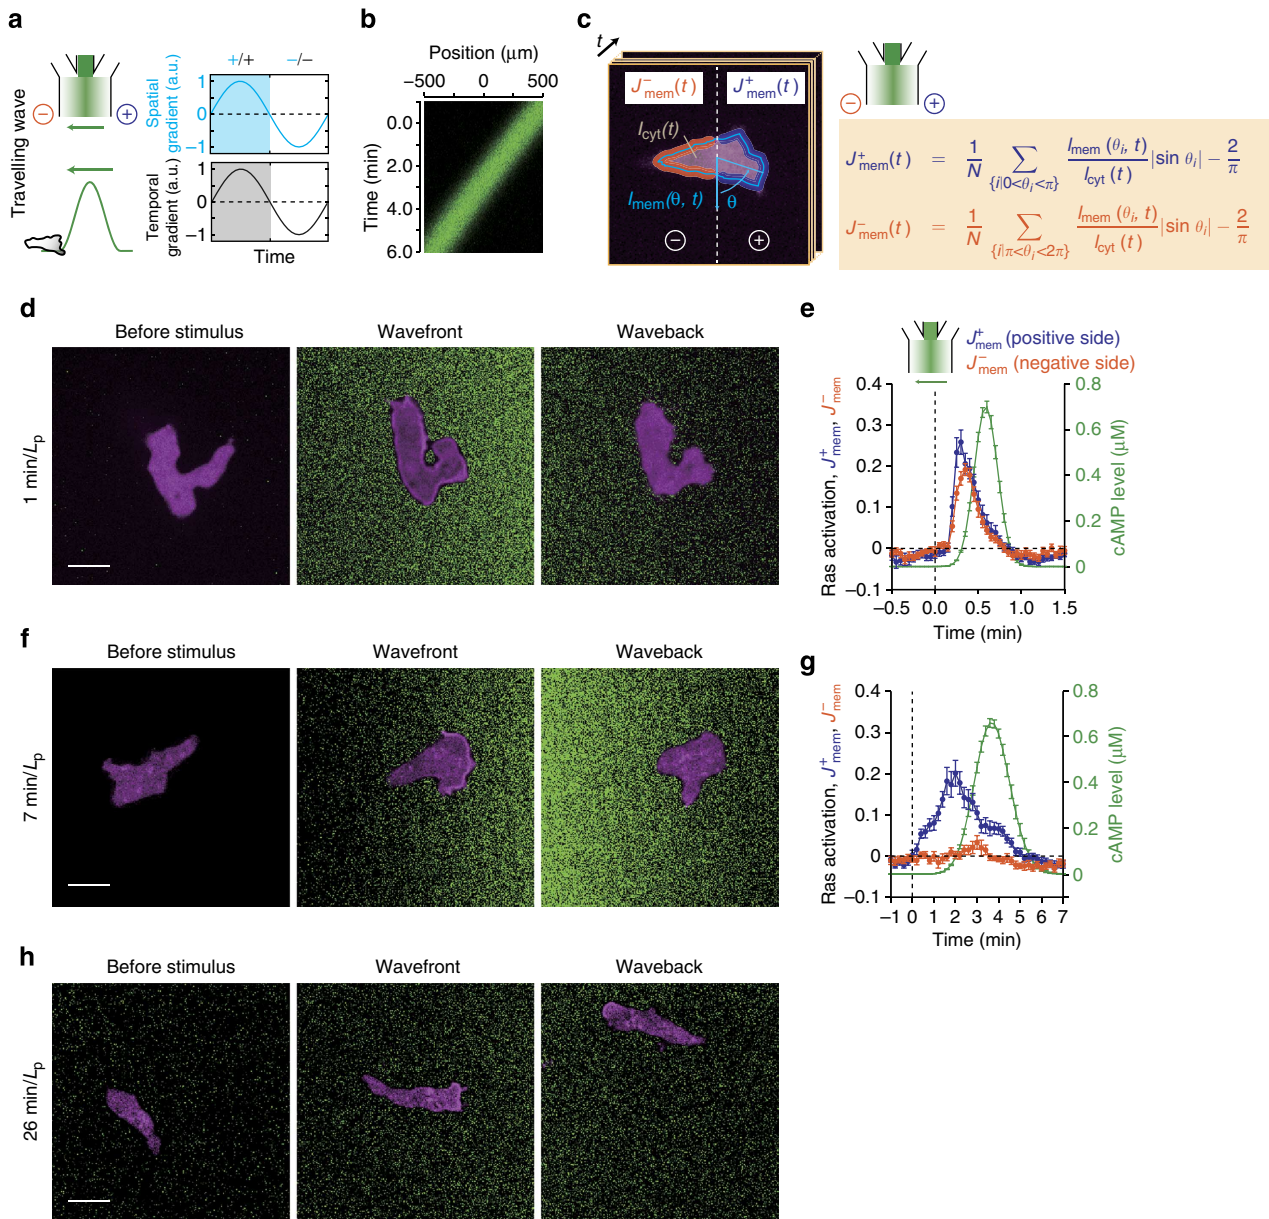 a
Travelling wave
− +
+/+ −/−
Spatial gradient (a.u.)
1
0
−1
Temporal gradient (a.u.)
1
0
−1
Time
b
Position (μm)
−500 0 500
Time (min)
0.0
2.0
4.0
6.0
c
t
J⁻mem(t) J⁺mem(t)
Icyt(t)
Imem(θ, t) θ
− +
− +
J⁺mem(t) = 1/N ∑{i|0<θi<π} Imem(θi, t)/Icyt(t) |sin θi| − 2/π
J⁻mem(t) = 1/N ∑{i|π<θi<2π} Imem(θi, t)/Icyt(t) |sin θi| − 2/π
d
Before stimulus Wavefront Waveback
1 min/Lp
e
J⁺mem (positive side)
J⁻mem (negative side)
Ras activation, J⁺mem, J⁻mem
0.4
0.3
0.2
0.1
0
−0.1
cAMP level (μM)
0.8
0.6
0.4
0.2
0
−0.5 0.0 0.5 1.0 1.5
Time (min)
f
Before stimulus Wavefront Waveback
7 min/Lp
g
Ras activation, J⁺mem, J⁻mem
0.4
0.3
0.2
0.1
0
−0.1
cAMP level (μM)
0.8
0.6
0.4
0.2
0
−1 0 1 2 3 4 5 6 7
Time (min)
h
Before stimulus Wavefront Waveback
26 min/Lp